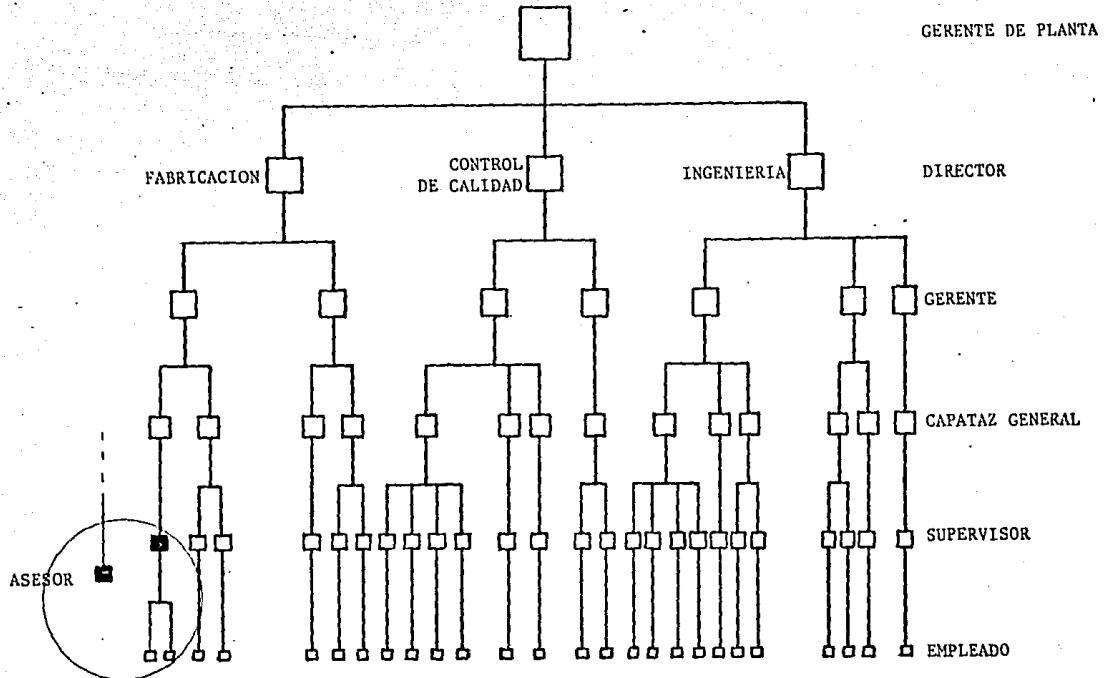 GERENTE DE PLANTA
FABRICACION
CONTROL
DE CALIDAD
INGENIERIA
DIRECTOR
GERENTE
CAPATAZ GENERAL
SUPERVISOR
ASESOR
EMPLEADO